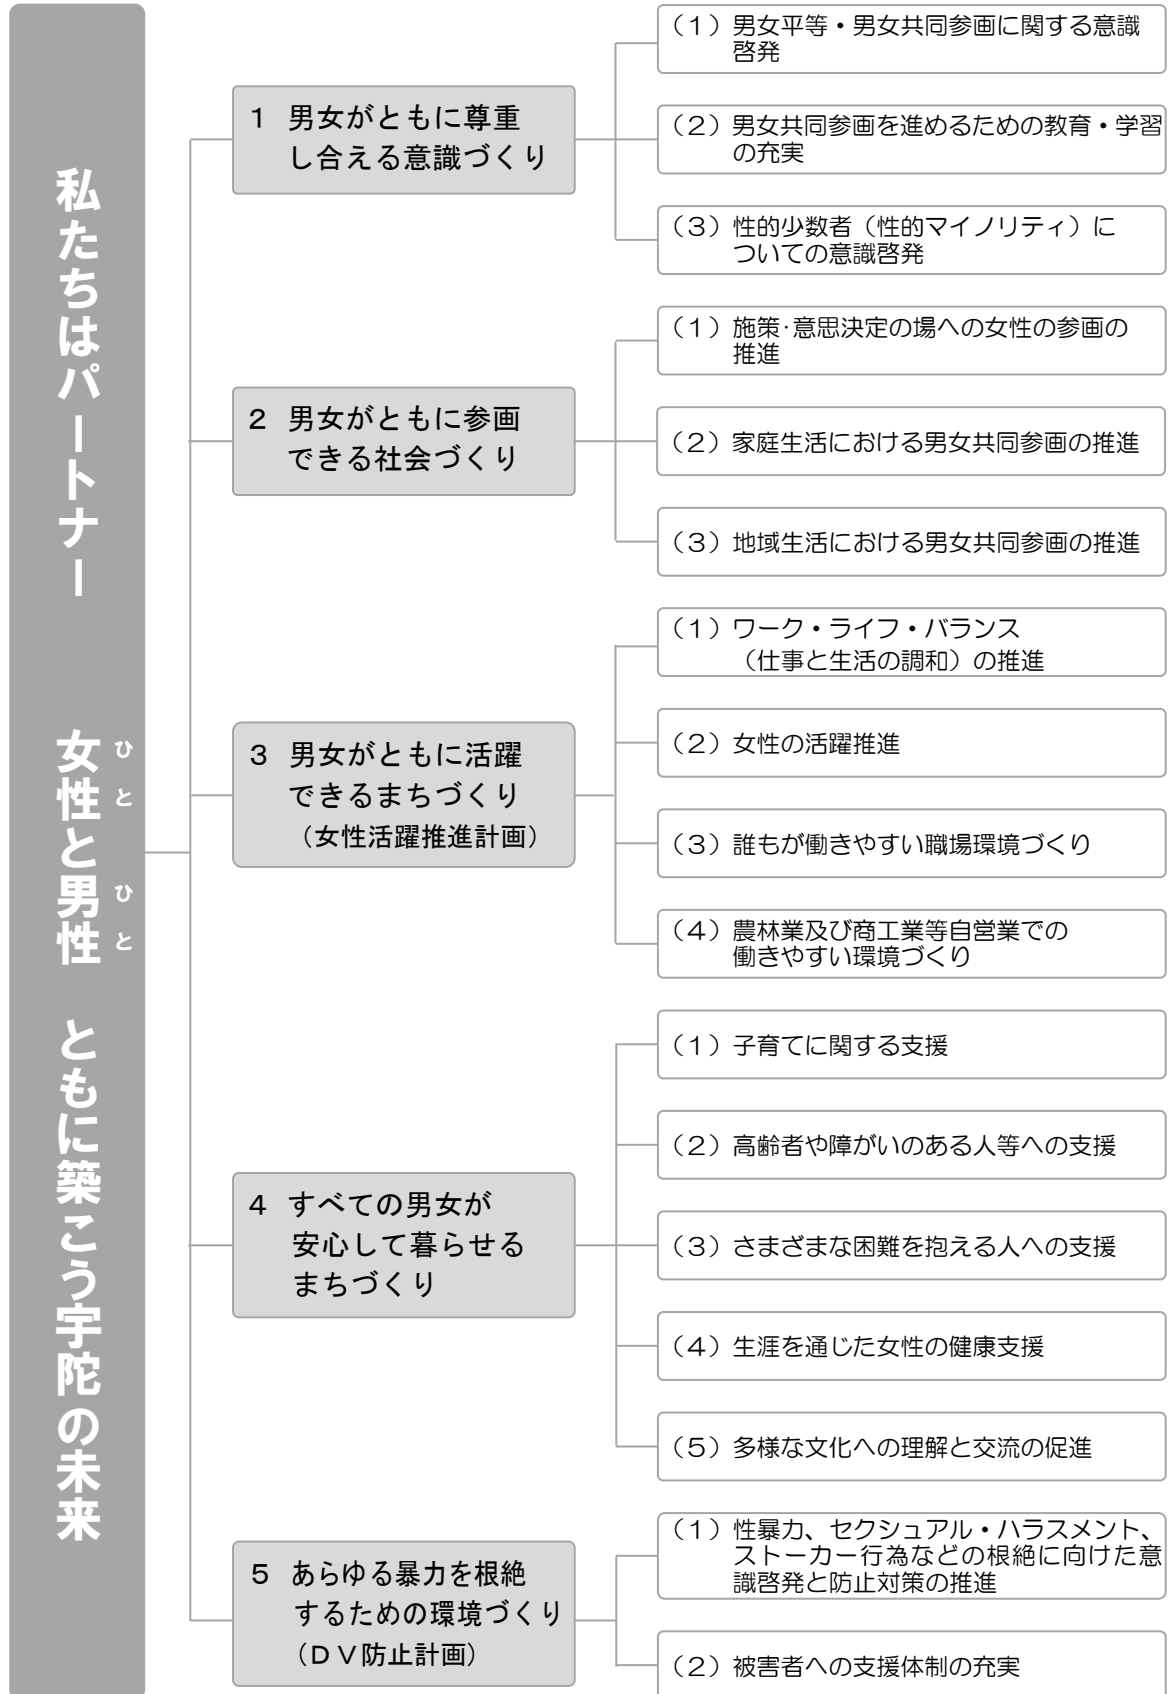 私たちはパートナー　女性と男性　ともに築こう宇陀の未来
ひと
ひと
1 男女がともに尊重
し合える意識づくり
（1）男女平等・男女共同参画に関する意識
啓発
（2）男女共同参画を進めるための教育・学習
の充実
（3）性的少数者（性的マイノリティ）に
ついての意識啓発
2 男女がともに参画
できる社会づくり
（1）施策･意思決定の場への女性の参画の
推進
（2）家庭生活における男女共同参画の推進
（3）地域生活における男女共同参画の推進
3 男女がともに活躍
できるまちづくり
（女性活躍推進計画）
（1）ワーク・ライフ・バランス
（仕事と生活の調和）の推進
（2）女性の活躍推進
（3）誰もが働きやすい職場環境づくり
（4）農林業及び商工業等自営業での
働きやすい環境づくり
4 すべての男女が
安心して暮らせる
まちづくり
（1）子育てに関する支援
（2）高齢者や障がいのある人等への支援
（3）さまざまな困難を抱える人への支援
（4）生涯を通じた女性の健康支援
（5）多様な文化への理解と交流の促進
5 あらゆる暴力を根絶
するための環境づくり
（ＤＶ防止計画）
（1）性暴力、セクシュアル・ハラスメント、
ストーカー行為などの根絶に向けた意
識啓発と防止対策の推進
（2）被害者への支援体制の充実